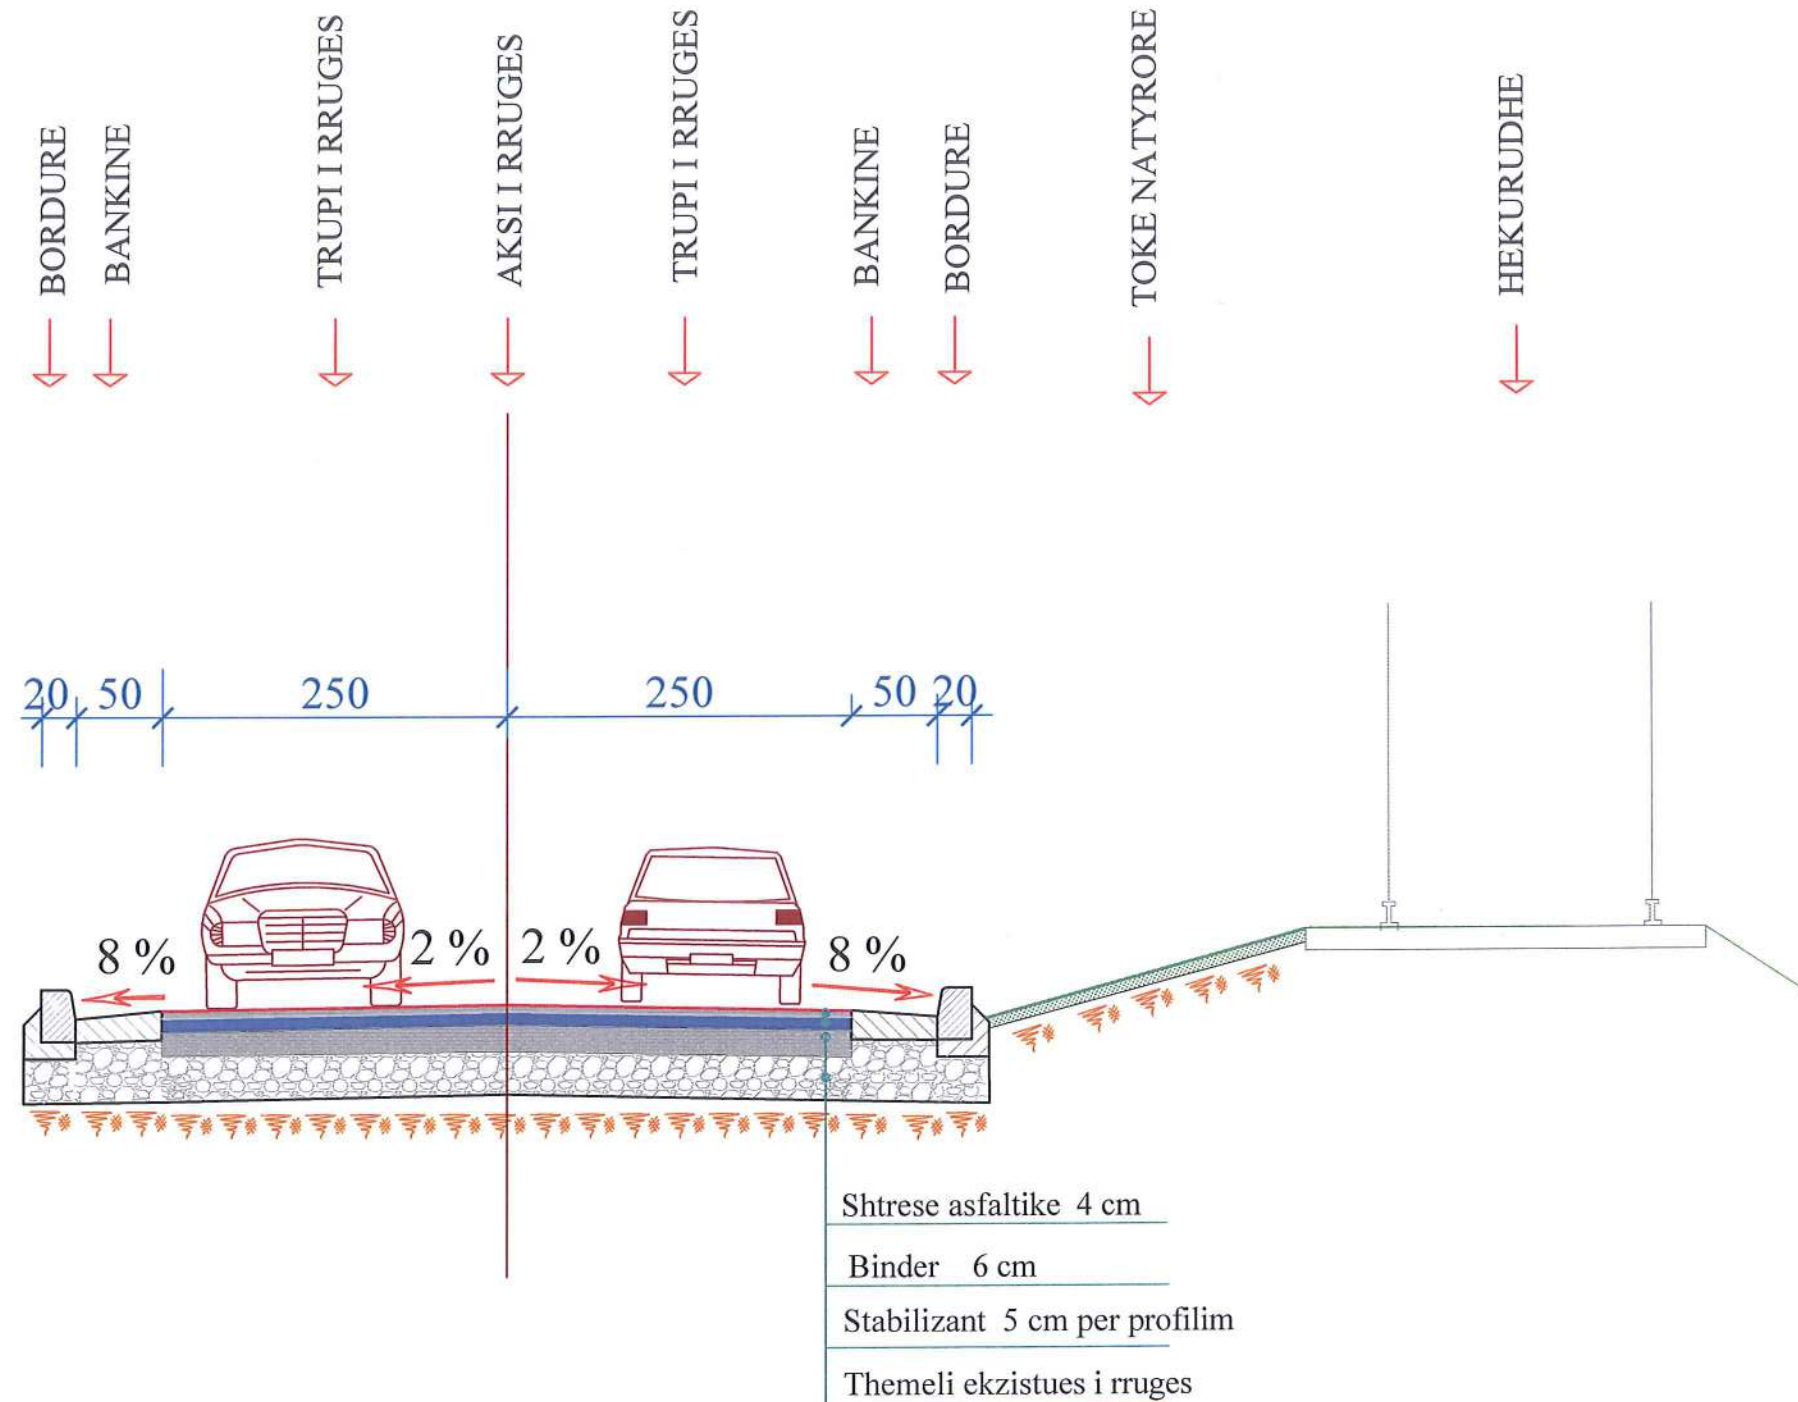 BORDURE
BANKINE
TRUPI I RRUGES
AKSI I RRUGES
TRUPI I RRUGES
BANKINE
BORDURE
TOKE NATYRORE
HEKURUDHE
20 50 250 250 50 20
8 % 2 % 2 % 8 %
Shtrese asfaltike 4 cm
Binder 6 cm
Stabilizant 5 cm per profilim
Themeli ekzistues i rruges